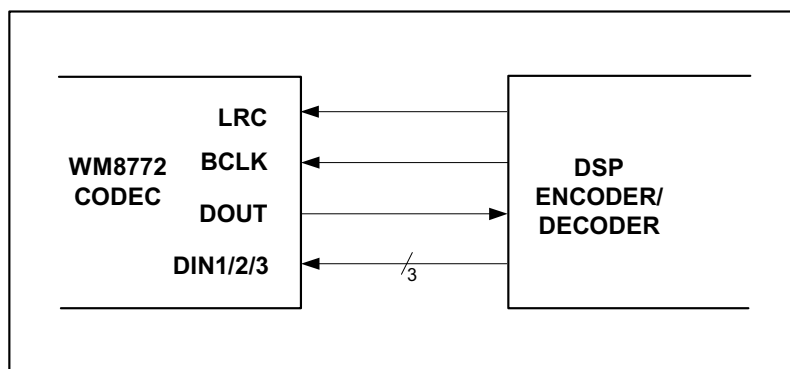 LRC
WM8772
CODEC
BCLK
DOUT
DIN1/2/3
3
DSP
ENCODER/
DECODER